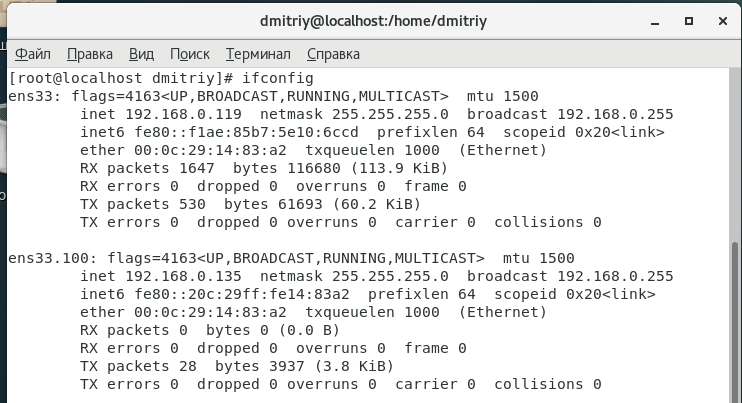 dmitriy@localhost:/home/dmitriy
Файл Правка Вид Поиск Терминал Справка
[root@localhost dmitriy]# ifconfig
ens33: flags=4163<UP,BROADCAST,RUNNING,MULTICAST>  mtu 1500
        inet 192.168.0.119  netmask 255.255.255.0  broadcast 192.168.0.255
        inet6 fe80::f1ae:85b7:5e10:6ccd  prefixlen 64  scopeid 0x20<link>
        ether 00:0c:29:14:83:a2  txqueuelen 1000  (Ethernet)
        RX packets 1647  bytes 116680 (113.9 KiB)
        RX errors 0  dropped 0  overruns 0  frame 0
        TX packets 530  bytes 61693 (60.2 KiB)
        TX errors 0  dropped 0 overruns 0  carrier 0  collisions 0

ens33.100: flags=4163<UP,BROADCAST,RUNNING,MULTICAST>  mtu 1500
        inet 192.168.0.135  netmask 255.255.255.0  broadcast 192.168.0.255
        inet6 fe80::20c:29ff:fe14:83a2  prefixlen 64  scopeid 0x20<link>
        ether 00:0c:29:14:83:a2  txqueuelen 1000  (Ethernet)
        RX packets 0  bytes 0 (0.0 B)
        RX errors 0  dropped 0  overruns 0  frame 0
        TX packets 28  bytes 3937 (3.8 KiB)
        TX errors 0  dropped 0 overruns 0  carrier 0  collisions 0